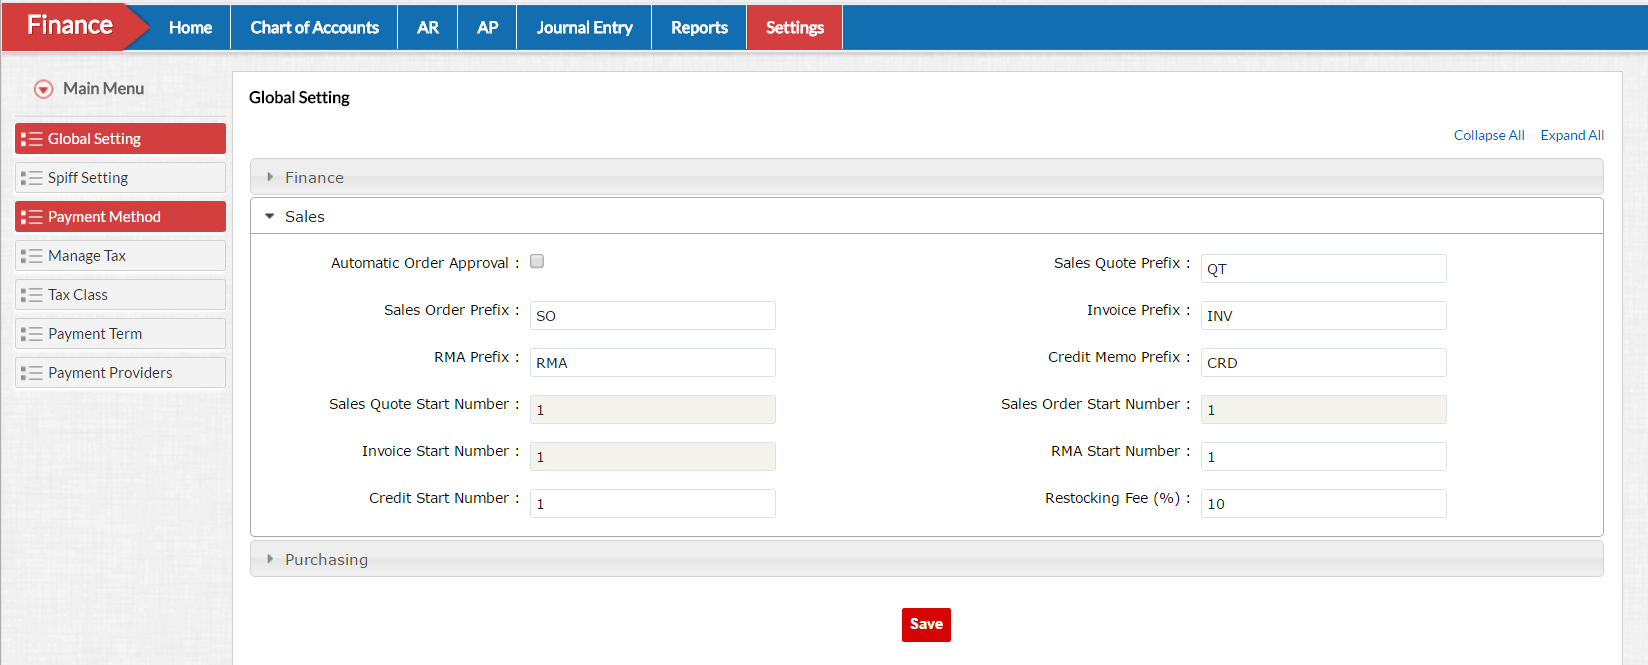 Finance Home Chart of Accounts AR AP Journal Entry Reports Settings
Main Menu
Global Setting
Spiff Setting
Payment Method
Manage Tax
Tax Class
Payment Term
Payment Providers
Global Setting
Collapse All Expand All
Finance
Sales
Automatic Order Approval :
Sales Quote Prefix : QT
Sales Order Prefix : SO
Invoice Prefix : INV
RMA Prefix : RMA
Credit Memo Prefix : CRD
Sales Quote Start Number : 1
Sales Order Start Number : 1
Invoice Start Number : 1
RMA Start Number : 1
Credit Start Number : 1
Restocking Fee (%) : 10
Purchasing
Save